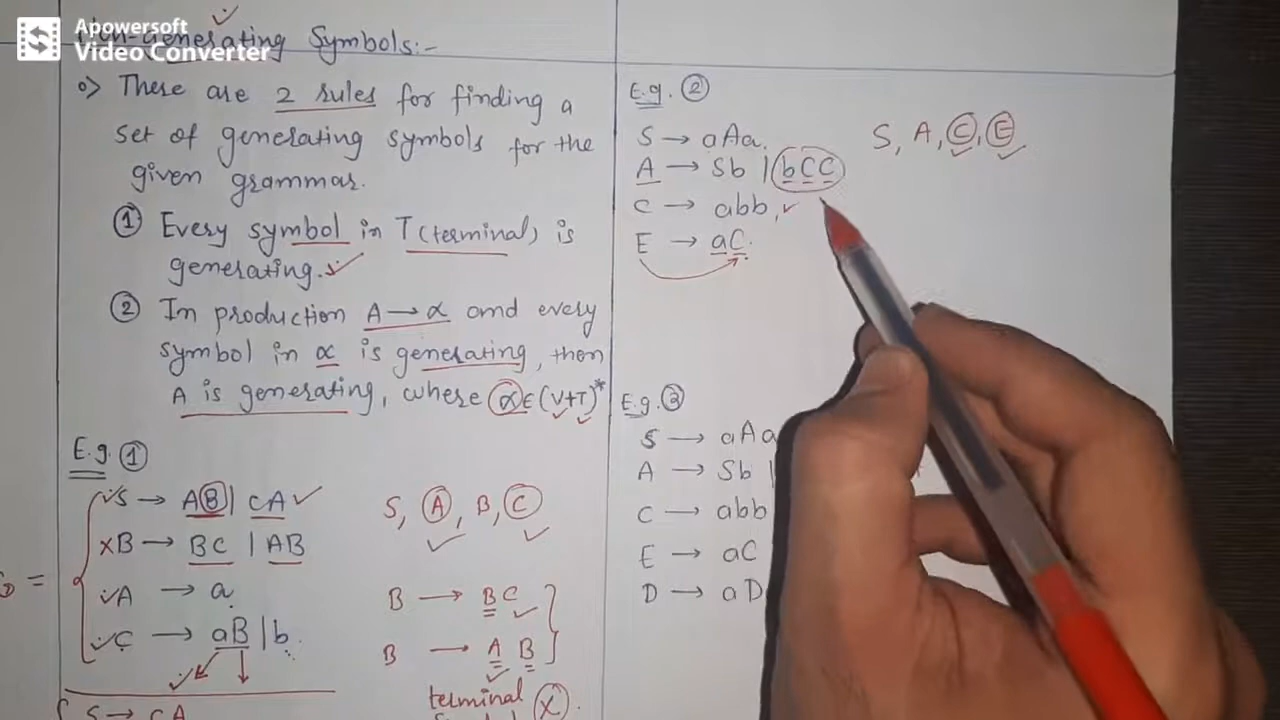 Apowersoft
Video Converter
Non-Generating Symbols:-
o> There are 2 rules for finding a
set of generating symbols for the
given grammar.
① Every symbol in T(terminal) is
generating. ✓
② In production A → α and every
symbol in α is generating, then
A is generating, where α ∈ (V+T)*
E.g. ①
✓S → AB | CA ✓
×B → BC | AB
✓A → a
✓C → aB | b.
S → CA
S, A, B, C
B → BC
B → A B
terminal
(X).
E.g. ②
S → aAa.
A → Sb | bCC
C → abb, ✓
E → aC.
S, A, C, E
E.g. ③
S → aAa
A → Sb |
C → abb
E → aC
D → aD